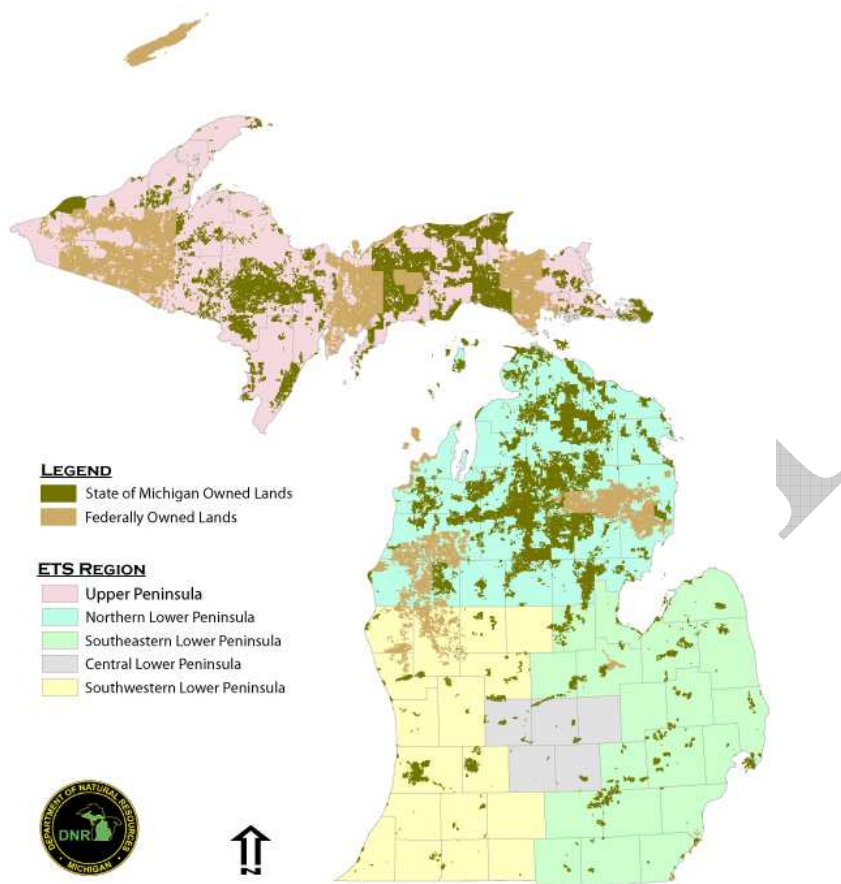 LEGEND
State of Michigan Owned Lands
Federally Owned Lands
ETS REGION
Upper Peninsula
Northern Lower Peninsula
Southeastern Lower Peninsula
Central Lower Peninsula
Southwestern Lower Peninsula
DEPARTMENT OF NATURAL RESOURCES
DNR
MICHIGAN
N